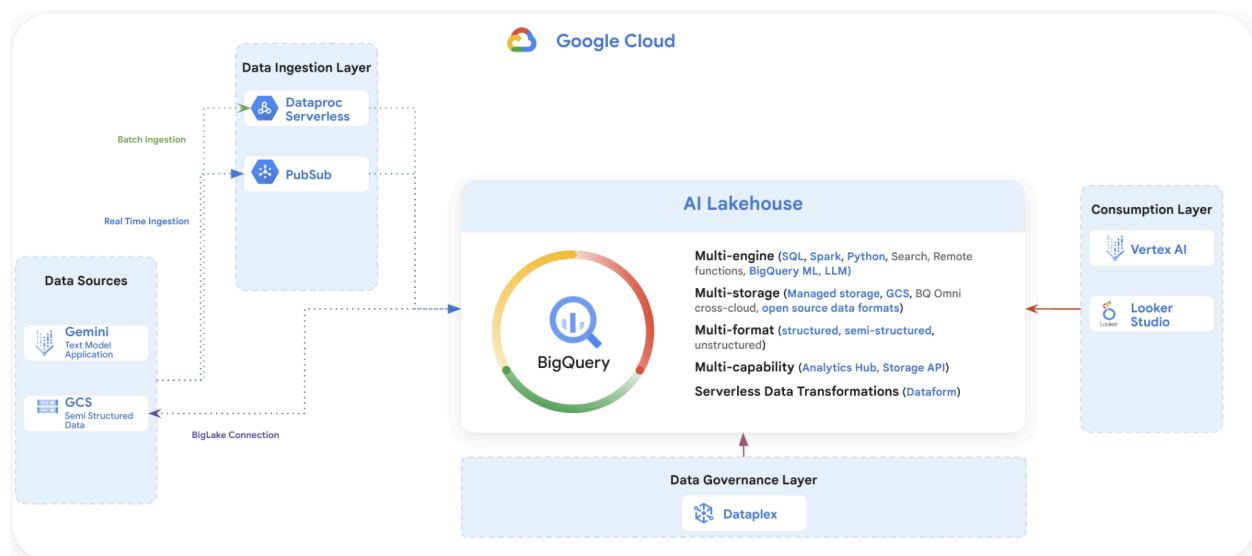 Google Cloud
Data Ingestion Layer
Dataproc
Serverless
PubSub
Batch Ingestion
Real Time Ingestion
Data Sources
Gemini
Text Model
Application
GCS
Semi Structured
Data
BigLake Connection
AI Lakehouse
BigQuery
Multi-engine (SQL, Spark, Python, Search, Remote
functions, BigQuery ML, LLM)
Multi-storage (Managed storage, GCS, BQ Omni
cross-cloud, open source data formats)
Multi-format (structured, semi-structured,
unstructured)
Multi-capability (Analytics Hub, Storage API)
Serverless Data Transformations (Dataform)
Consumption Layer
Vertex AI
Looker
Looker
Studio
Data Governance Layer
Dataplex